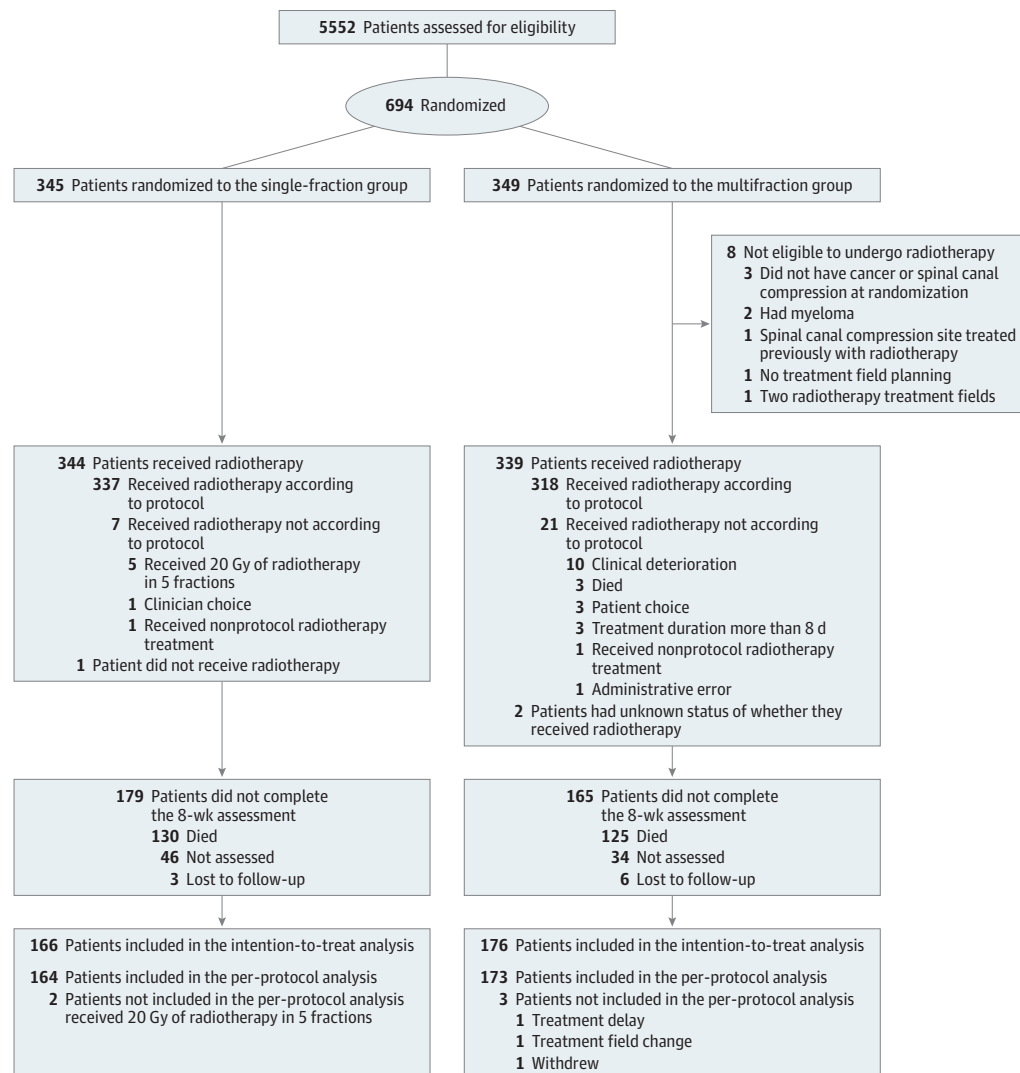 5552 Patients assessed for eligibility
694 Randomized
345 Patients randomized to the single-fraction group
349 Patients randomized to the multifraction group
8 Not eligible to undergo radiotherapy
3 Did not have cancer or spinal canal
compression at randomization
2 Had myeloma
1 Spinal canal compression site treated
previously with radiotherapy
1 No treatment field planning
1 Two radiotherapy treatment fields
344 Patients received radiotherapy
337 Received radiotherapy according
to protocol
7 Received radiotherapy not according
to protocol
5 Received 20 Gy of radiotherapy
in 5 fractions
1 Clinician choice
1 Received nonprotocol radiotherapy
treatment
1 Patient did not receive radiotherapy
339 Patients received radiotherapy
318 Received radiotherapy according
to protocol
21 Received radiotherapy not according
to protocol
10 Clinical deterioration
3 Died
3 Patient choice
3 Treatment duration more than 8 d
1 Received nonprotocol radiotherapy
treatment
1 Administrative error
2 Patients had unknown status of whether they
received radiotherapy
179 Patients did not complete
the 8-wk assessment
130 Died
46 Not assessed
3 Lost to follow-up
165 Patients did not complete
the 8-wk assessment
125 Died
34 Not assessed
6 Lost to follow-up
166 Patients included in the intention-to-treat analysis
164 Patients included in the per-protocol analysis
2 Patients not included in the per-protocol analysis
received 20 Gy of radiotherapy in 5 fractions
176 Patients included in the intention-to-treat analysis
173 Patients included in the per-protocol analysis
3 Patients not included in the per-protocol analysis
1 Treatment delay
1 Treatment field change
1 Withdrew